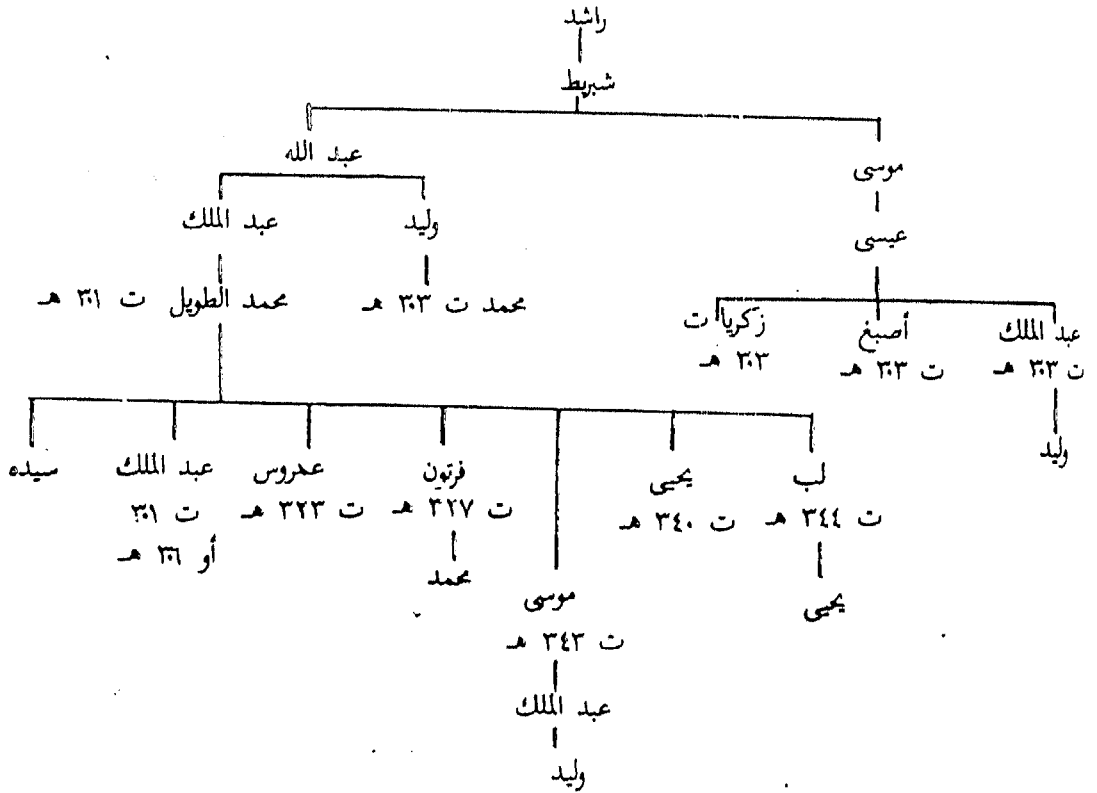 راشد
شبريط
عبد الله
موسى
وليد
عبد الملك
عيسى
محمد ت ٣٠٣ هـ
محمد الطويل ت ٣٠١ هـ
عبد الملك
ت ٣٠٣ هـ
أصبغ
ت ٣٠٣ هـ
زكريا ت
٣٠٣ هـ
وليد
لب
ت ٣٤٤ هـ
يحيى
يحيى
ت ٣٤٠ هـ
موسى
ت ٣٤٣ هـ
عبد الملك
وليد
فرتون
ت ٣٢٧ هـ
محمد
عمروس
ت ٣٢٣ هـ
عبد الملك
ت ٣٠١
أو ٣٠٦ هـ
سيده